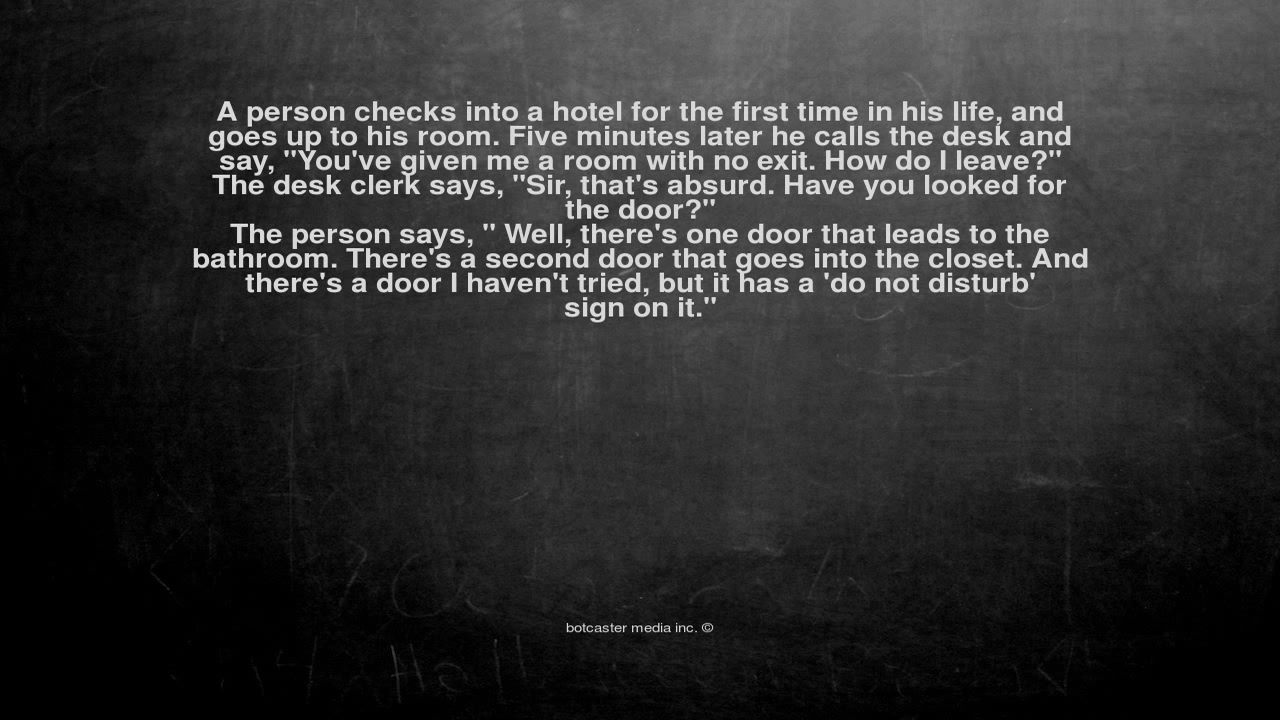 A person checks into a hotel for the first time in his life, and
goes up to his room. Five minutes later he calls the desk and
say, "You've given me a room with no exit. How do I leave?"
The desk clerk says, "Sir, that's absurd. Have you looked for
the door?"
The person says, " Well, there's one door that leads to the
bathroom. There's a second door that goes into the closet. And
there's a door I haven't tried, but it has a 'do not disturb'
sign on it."
botcaster media inc. ©